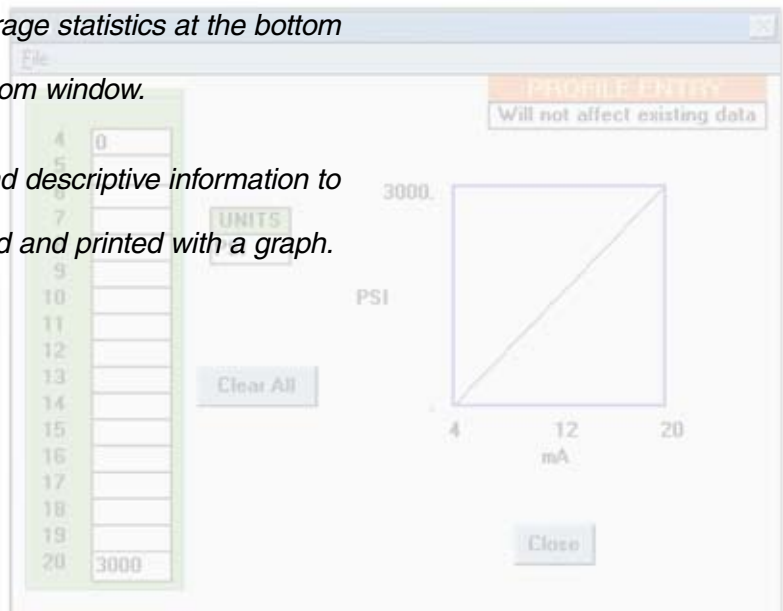 rage statistics at the bottom
File
om window.
PROFILE ENTRY
Will not affect existing data
4 0
5
d descriptive information to
3000.
7
UNITS
d and printed with a graph.
9
10
PSI
11
12
13
Clear All
14
15
4 12 20
16
mA
17
18
19
Close
20 3000